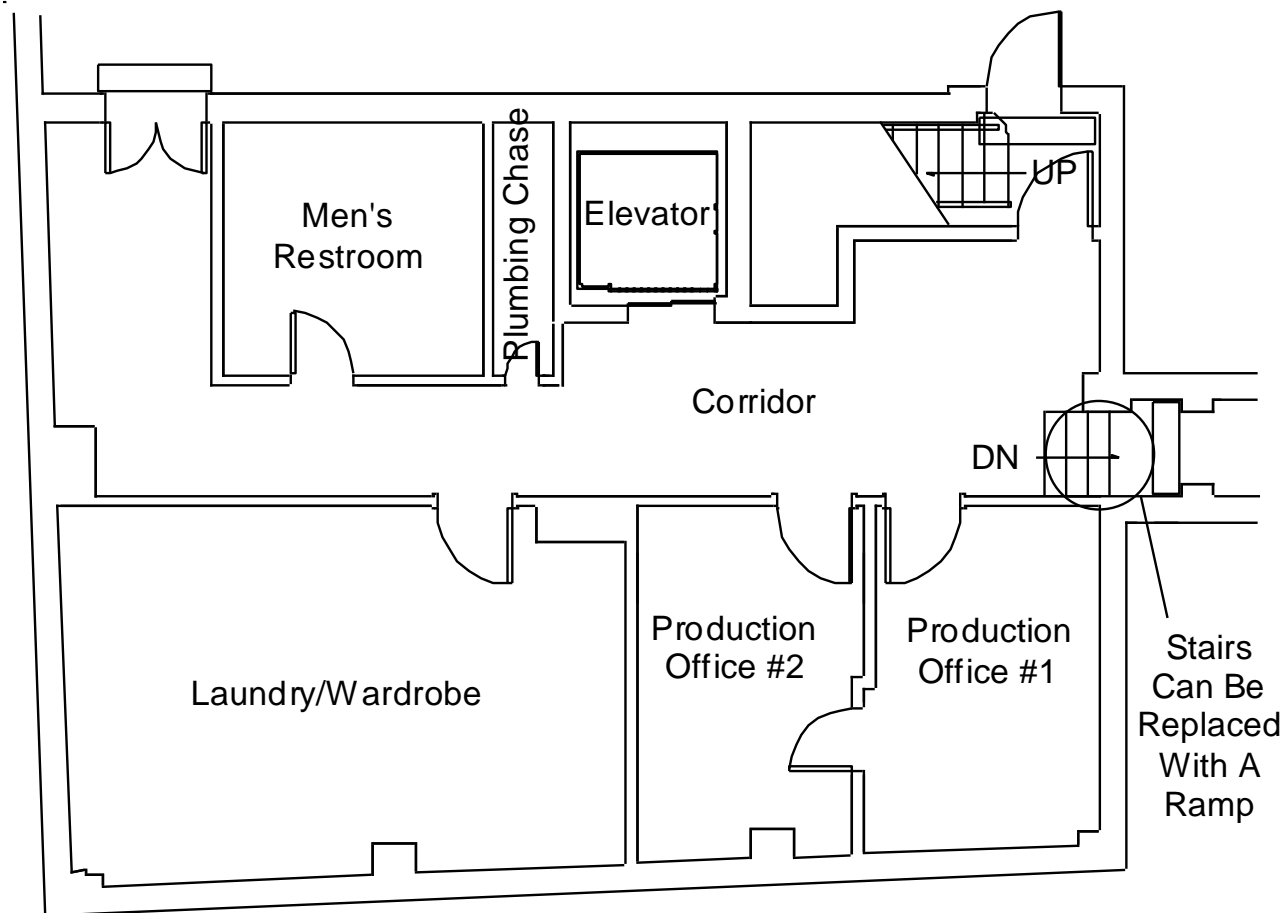 Men's
Restroom
Plumbing Chase
Elevator
UP
Corridor
DN
Laundry/Wardrobe
Production
Office #2
Production
Office #1
Stairs
Can Be
Replaced
With A
Ramp